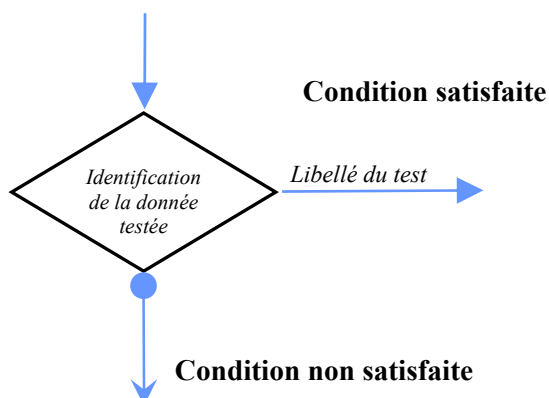 Condition satisfaite
Identification
de la donnée
testée
Libellé du test
Condition non satisfaite